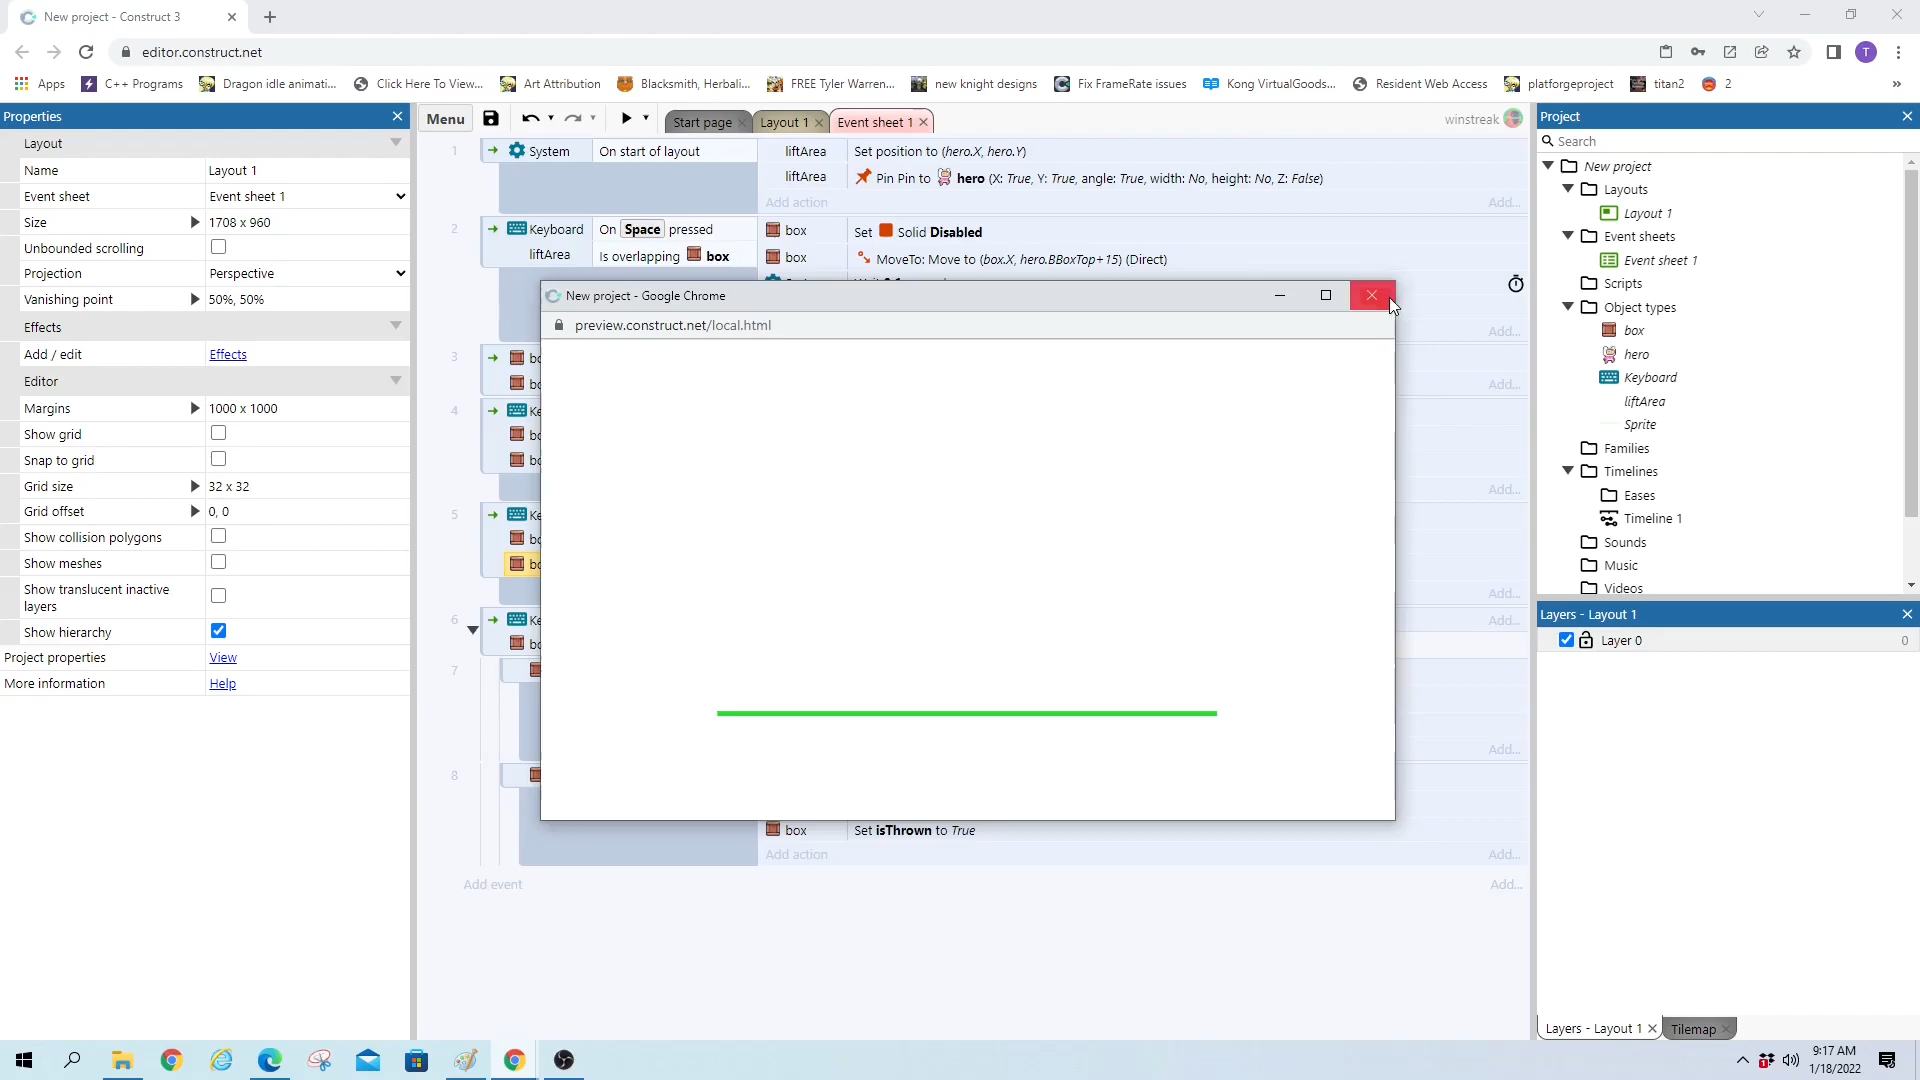 New project - Construct 3
editor.construct.net
T
Apps
C++ Programs
Dragon idle animati...
Click Here To View...
Art Attribution
Blacksmith, Herbali...
FREE Tyler Warren...
new knight designs
Fix FrameRate issues
Kong VirtualGoods...
Resident Web Access
platforgeproject
titan2
2
»
Properties
Layout
Name Layout 1
Event sheet Event sheet 1
Size 1708 x 960
Unbounded scrolling
Projection Perspective
Vanishing point 50%, 50%
Effects
Add / edit Effects
Editor
Margins 1000 x 1000
Show grid
Snap to grid
Grid size 32 x 32
Grid offset 0, 0
Show collision polygons
Show meshes
Show translucent inactive
layers
Show hierarchy
Project properties View
More information Help
Menu
Start page
Layout 1
Event sheet 1
winstreak
1 System On start of layout liftArea Set position to (hero.X, hero.Y)
liftArea Pin Pin to hero (X: True, Y: True, angle: True, width: No, height: No, Z: False)
Add action Add...
2 Keyboard On Space pressed box Set Solid Disabled
liftArea Is overlapping box box MoveTo: Move to (box.X, hero.BBoxTop+15) (Direct)
Add...
New project - Google Chrome
preview.construct.net/local.html
3
Add...
4
Add...
5
Add...
6
Add...
7
Add...
8
box Set isThrown to True
Add action Add...
Add event Add...
Project
Search
New project
Layouts
Layout 1
Event sheets
Event sheet 1
Scripts
Object types
box
hero
Keyboard
liftArea
Sprite
Families
Timelines
Eases
Timeline 1
Sounds
Music
Videos
Layers - Layout 1
Layer 0 0
Layers - Layout 1
Tilemap
9:17 AM
1/18/2022